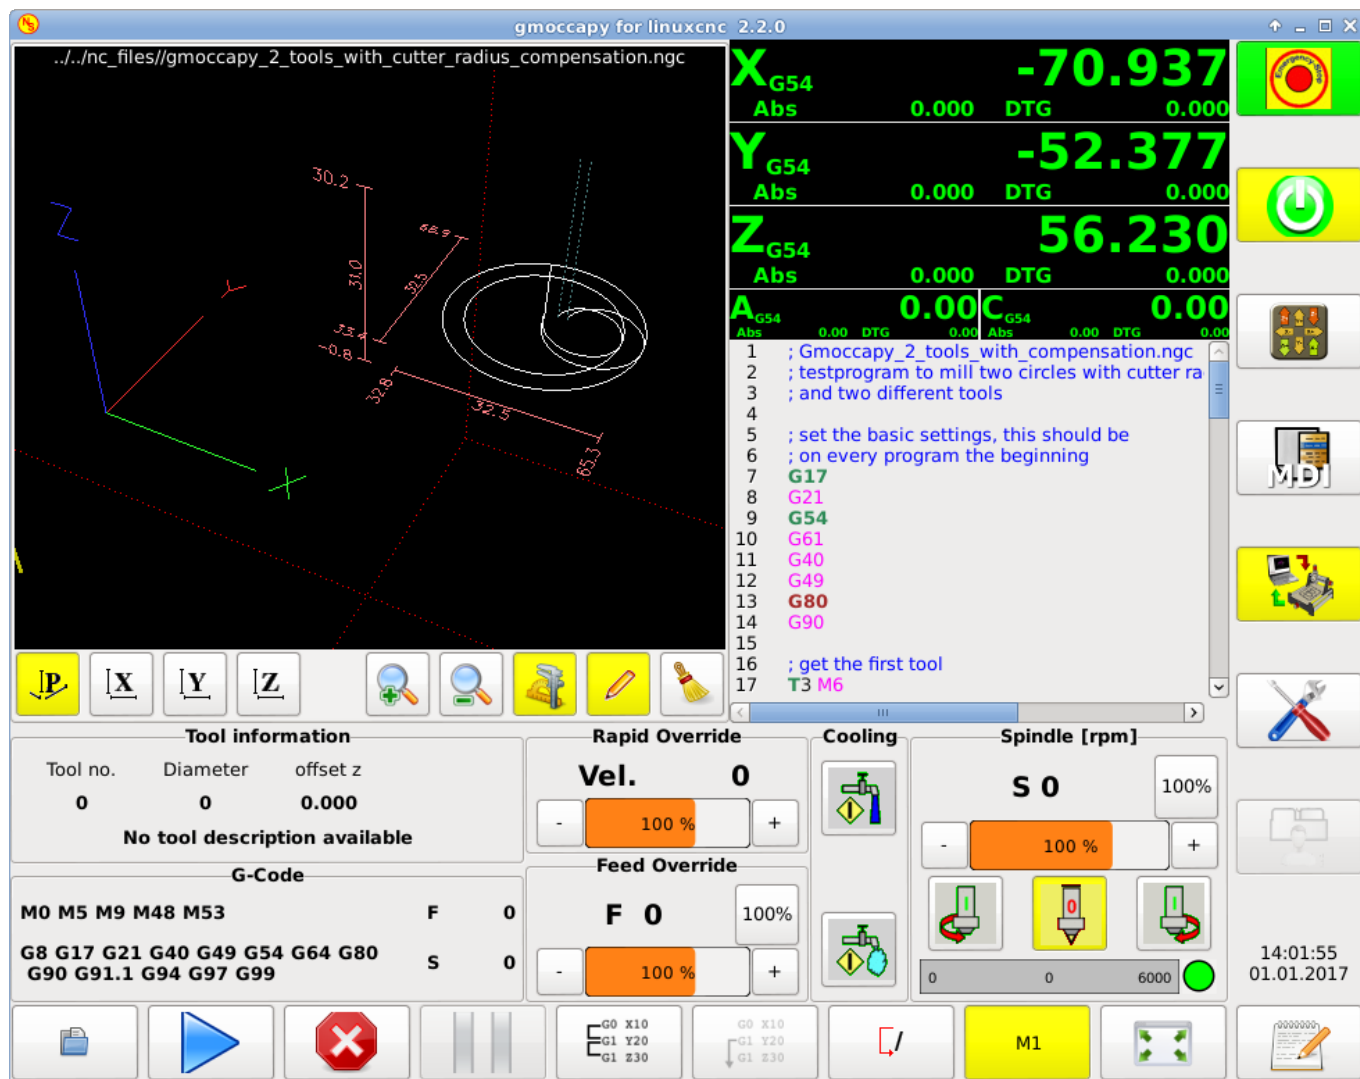 gmoccapy for linuxcnc 2.2.0
../../nc_files//gmoccapy_2_tools_with_cutter_radius_compensation.ngc
30.2
68.9
31.0
32.5
33.4
-0.8
32.8
32.5
65.3
Z
Y
X
X G54 -70.937
Abs 0.000 DTG 0.000
Y G54 -52.377
Abs 0.000 DTG 0.000
Z G54 56.230
Abs 0.000 DTG 0.000
A G54 0.00 C G54 0.00
Abs 0.00 DTG 0.00 Abs 0.00 DTG 0.00
1 ; Gmoccapy_2_tools_with_compensation.ngc
2 ; testprogram to mill two circles with cutter ra
3 ; and two different tools
4
5 ; set the basic settings, this should be
6 ; on every program the beginning
7 G17
8 G21
9 G54
10 G61
11 G40
12 G49
13 G80
14 G90
15
16 ; get the first tool
17 T3 M6
Emergency-Stop
MDI
P X Y Z
Tool information
Tool no. Diameter offset z
0 0 0.000
No tool description available
G-Code
M0 M5 M9 M48 M53 F 0
G8 G17 G21 G40 G49 G54 G64 G80
G90 G91.1 G94 G97 G99
S 0
Rapid Override
Vel. 0
- 100 % +
Feed Override
F 0 100%
- 100 % +
Cooling
Spindle [rpm]
S 0 100%
- 100 % +
I 0 I
0 0 6000
14:01:55
01.01.2017
G0 X10
G1 Y20
G1 Z30
G0 X10
G1 Y20
G1 Z30
M1